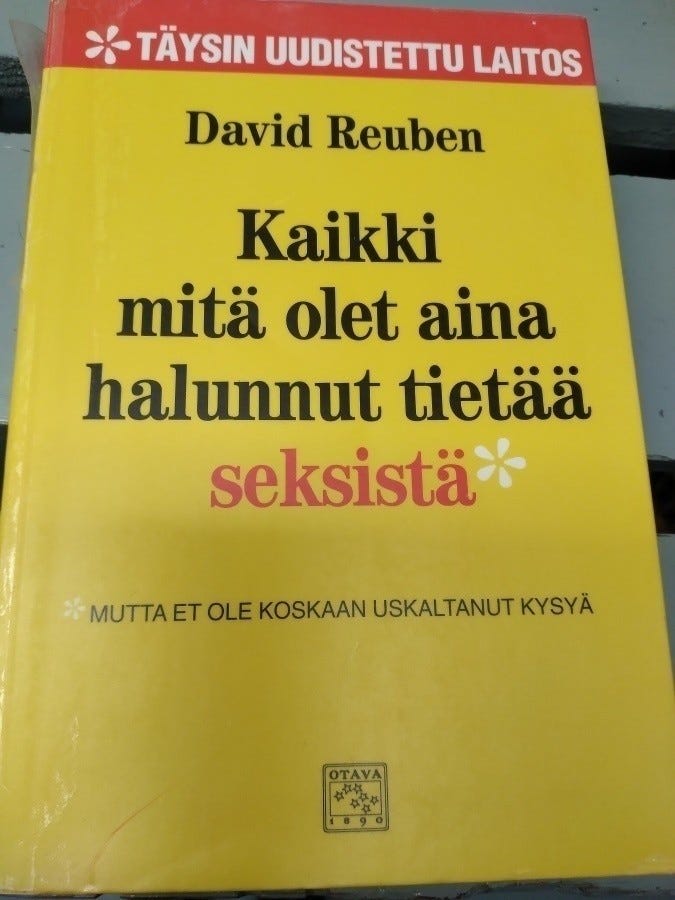 * TÄYSIN UUDISTETTU LAITOS
David Reuben
Kaikki
mitä olet aina
halunnut tietää
seksistä*
*MUTTA ET OLE KOSKAAN USKALTANUT KYSYÄ
OTAVA
1890